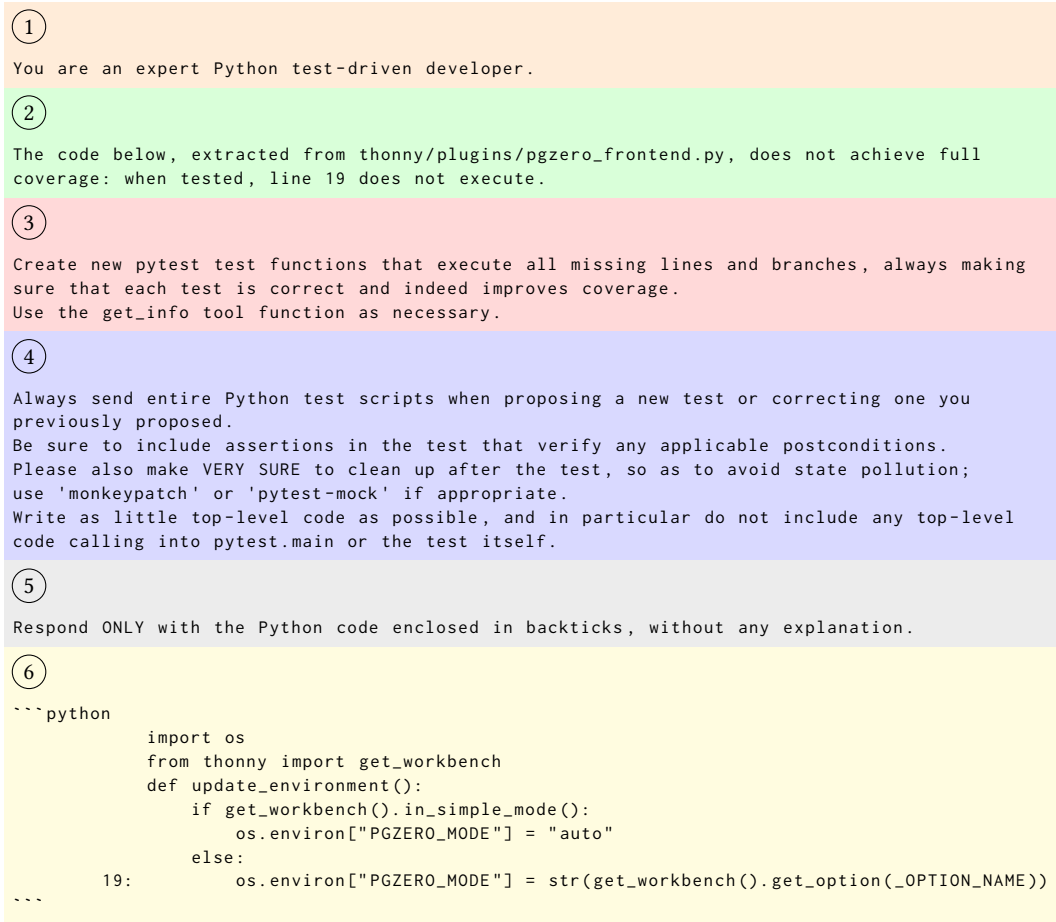 1
You are an expert Python test-driven developer.
2
The code below, extracted from thonny/plugins/pgzero_frontend.py, does not achieve full
coverage: when tested, line 19 does not execute.
3
Create new pytest test functions that execute all missing lines and branches, always making
sure that each test is correct and indeed improves coverage.
Use the get_info tool function as necessary.
4
Always send entire Python test scripts when proposing a new test or correcting one you
previously proposed.
Be sure to include assertions in the test that verify any applicable postconditions.
Please also make VERY SURE to clean up after the test, so as to avoid state pollution;
use 'monkeypatch' or 'pytest-mock' if appropriate.
Write as little top-level code as possible, and in particular do not include any top-level
code calling into pytest.main or the test itself.
5
Respond ONLY with the Python code enclosed in backticks, without any explanation.
6
```python
            import os
            from thonny import get_workbench
            def update_environment():
                if get_workbench().in_simple_mode():
                    os.environ["PGZERO_MODE"] = "auto"
                else:
        19:         os.environ["PGZERO_MODE"] = str(get_workbench().get_option(_OPTION_NAME))
```